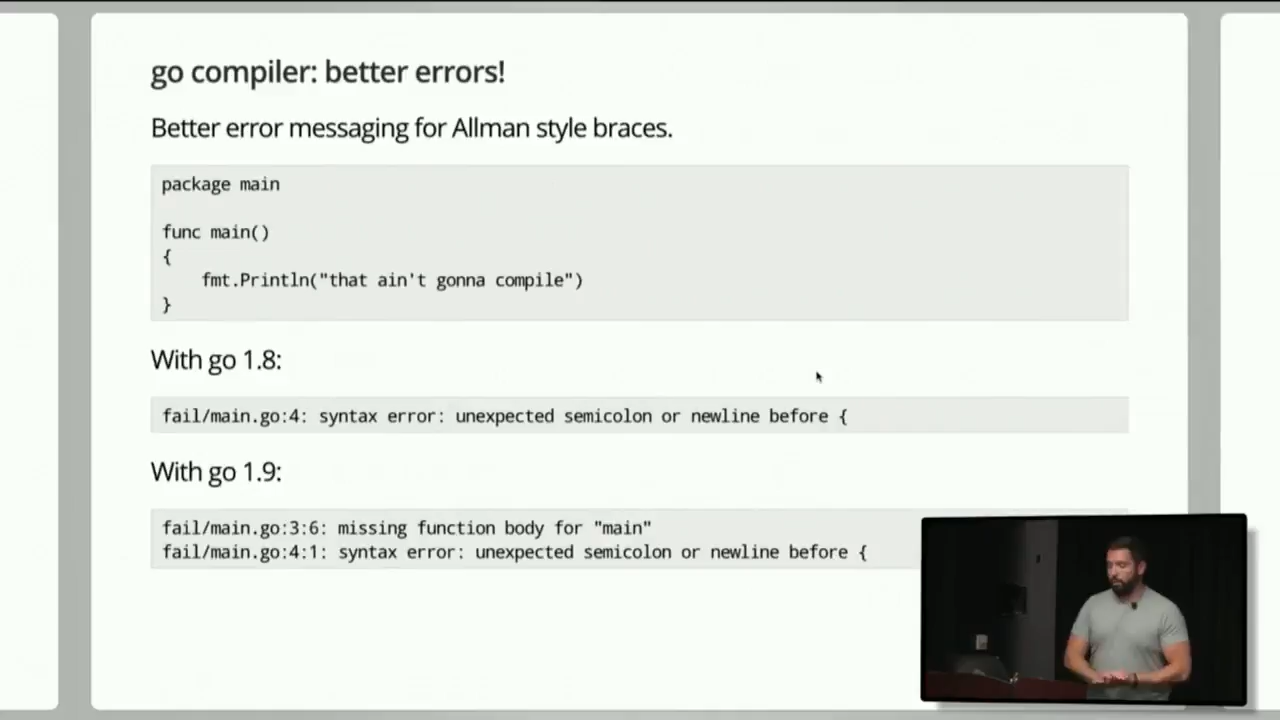 go compiler: better errors!
Better error messaging for Allman style braces.
package main
func main()
{
    fmt.Println("that ain't gonna compile")
}
With go 1.8:
fail/main.go:4: syntax error: unexpected semicolon or newline before {
With go 1.9:
fail/main.go:3:6: missing function body for "main"
fail/main.go:4:1: syntax error: unexpected semicolon or newline before {